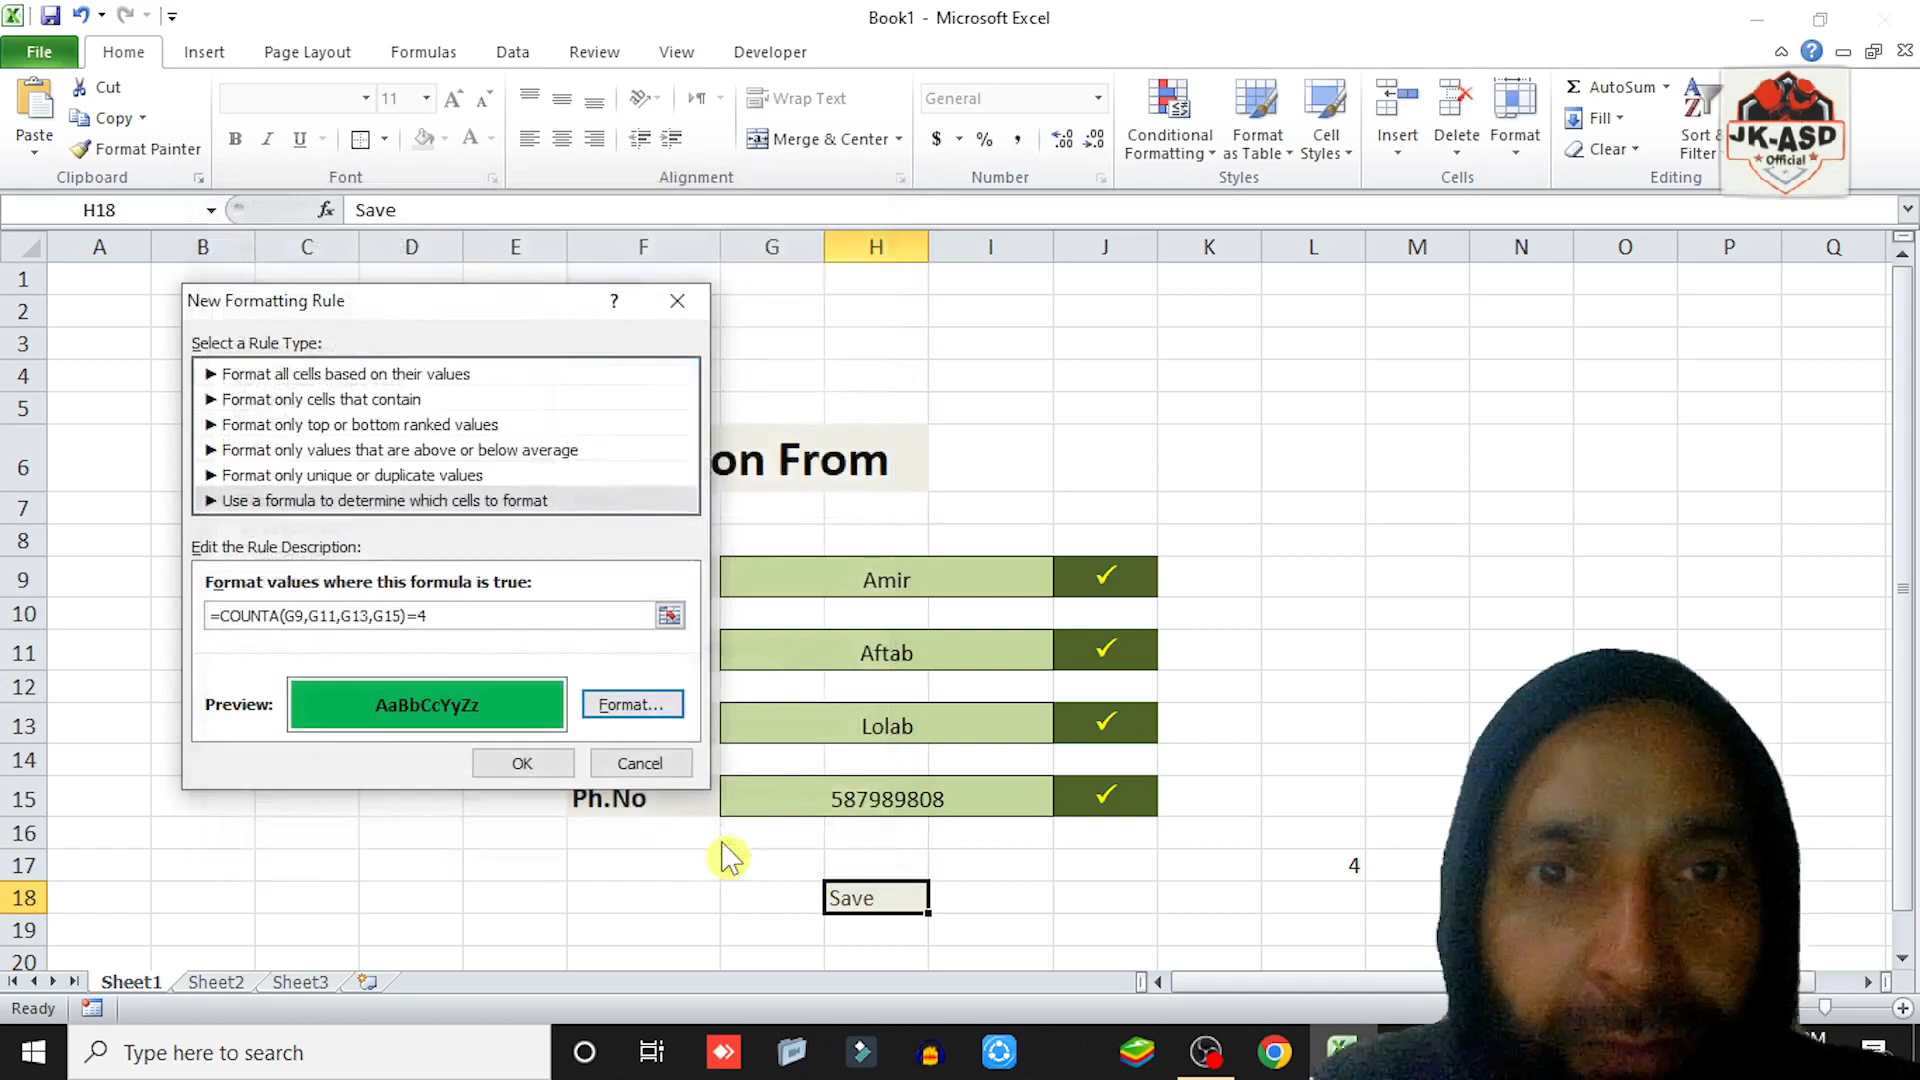 Book1 - Microsoft Excel
File Home Insert Page Layout Formulas Data Review View Developer
Cut
Copy
Format Painter
Paste
Clipboard
11
B I U
Font
Wrap Text
Merge & Center
Alignment
General
$ % ,
Number
Conditional Formatting
Format as Table
Cell Styles
Styles
Insert
Delete
Format
Cells
AutoSum
Fill
Clear
Sort &
Filter
Editing
JK-ASD
Official
H18
fx
Save
A B C D E F G H I J K L M N O P Q
1
2
3
4
5
6
7
8
9
10
11
12
13
14
15
16
17
18
19
20
New Formatting Rule
?
Select a Rule Type:
► Format all cells based on their values
► Format only cells that contain
► Format only top or bottom ranked values
► Format only values that are above or below average
► Format only unique or duplicate values
► Use a formula to determine which cells to format
Edit the Rule Description:
Format values where this formula is true:
=COUNTA(G9,G11,G13,G15)=4
Preview:
AaBbCcYyZz
Format...
OK
Cancel
on From
Amir ✓
Aftab ✓
Lolab ✓
Ph.No 587989808 ✓
4
Save
Sheet1 Sheet2 Sheet3
Ready
Type here to search